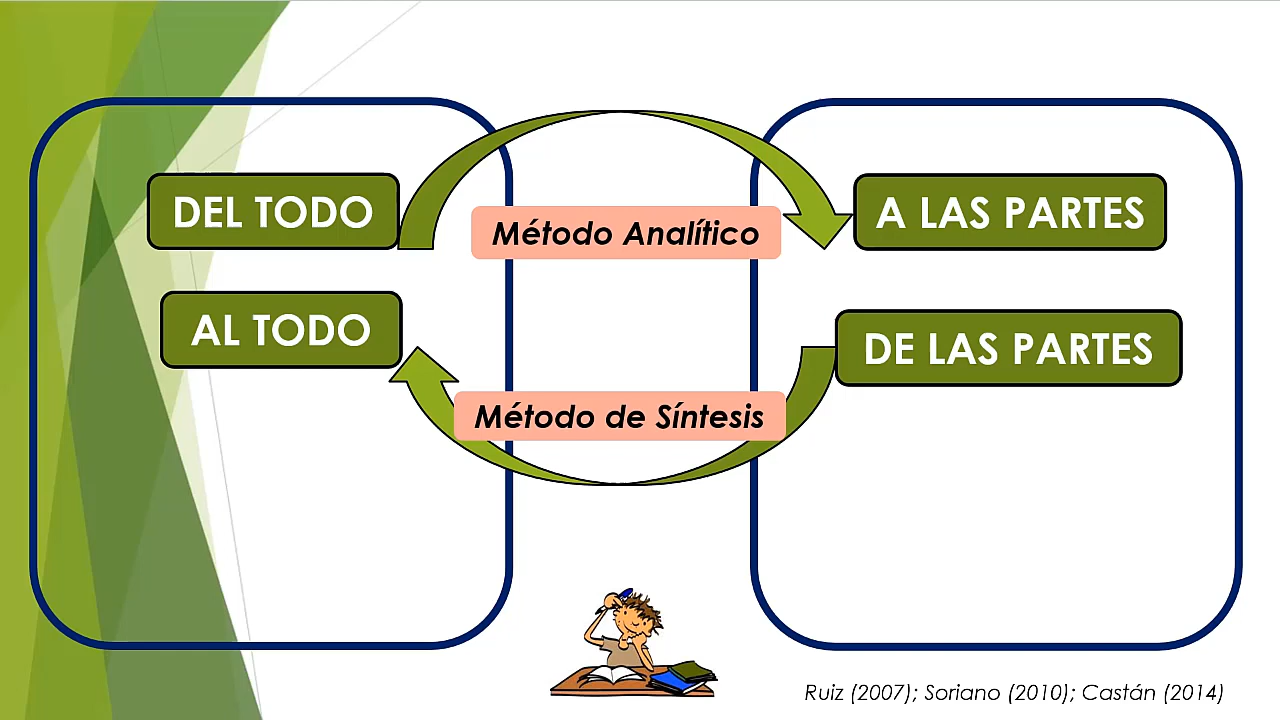 DEL TODO
Método Analítico
A LAS PARTES
AL TODO
DE LAS PARTES
Método de Síntesis
Ruiz (2007); Soriano (2010); Castán (2014)